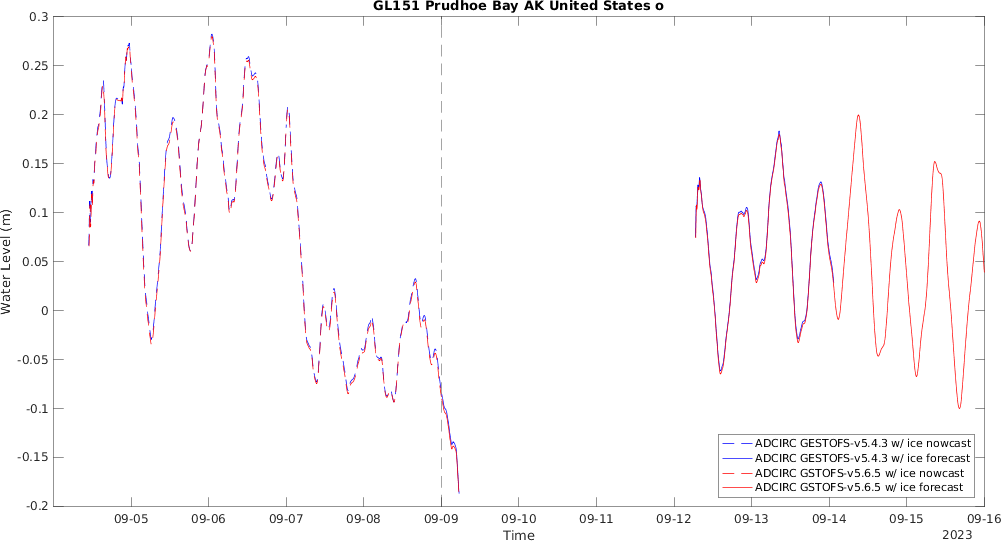 GL151 Prudhoe Bay AK United States o
0.3
0.25
0.2
0.15
0.1
0.05
0
-0.05
-0.1
-0.15
-0.2
Water Level (m)
ADCIRC GESTOFS-v5.4.3 w/ ice nowcast
ADCIRC GESTOFS-v5.4.3 w/ ice forecast
ADCIRC GSTOFS-v5.6.5 w/ ice nowcast
ADCIRC GSTOFS-v5.6.5 w/ ice forecast
09-05 09-06 09-07 09-08 09-09 09-10 09-11 09-12 09-13 09-14 09-15 09-16
Time
2023